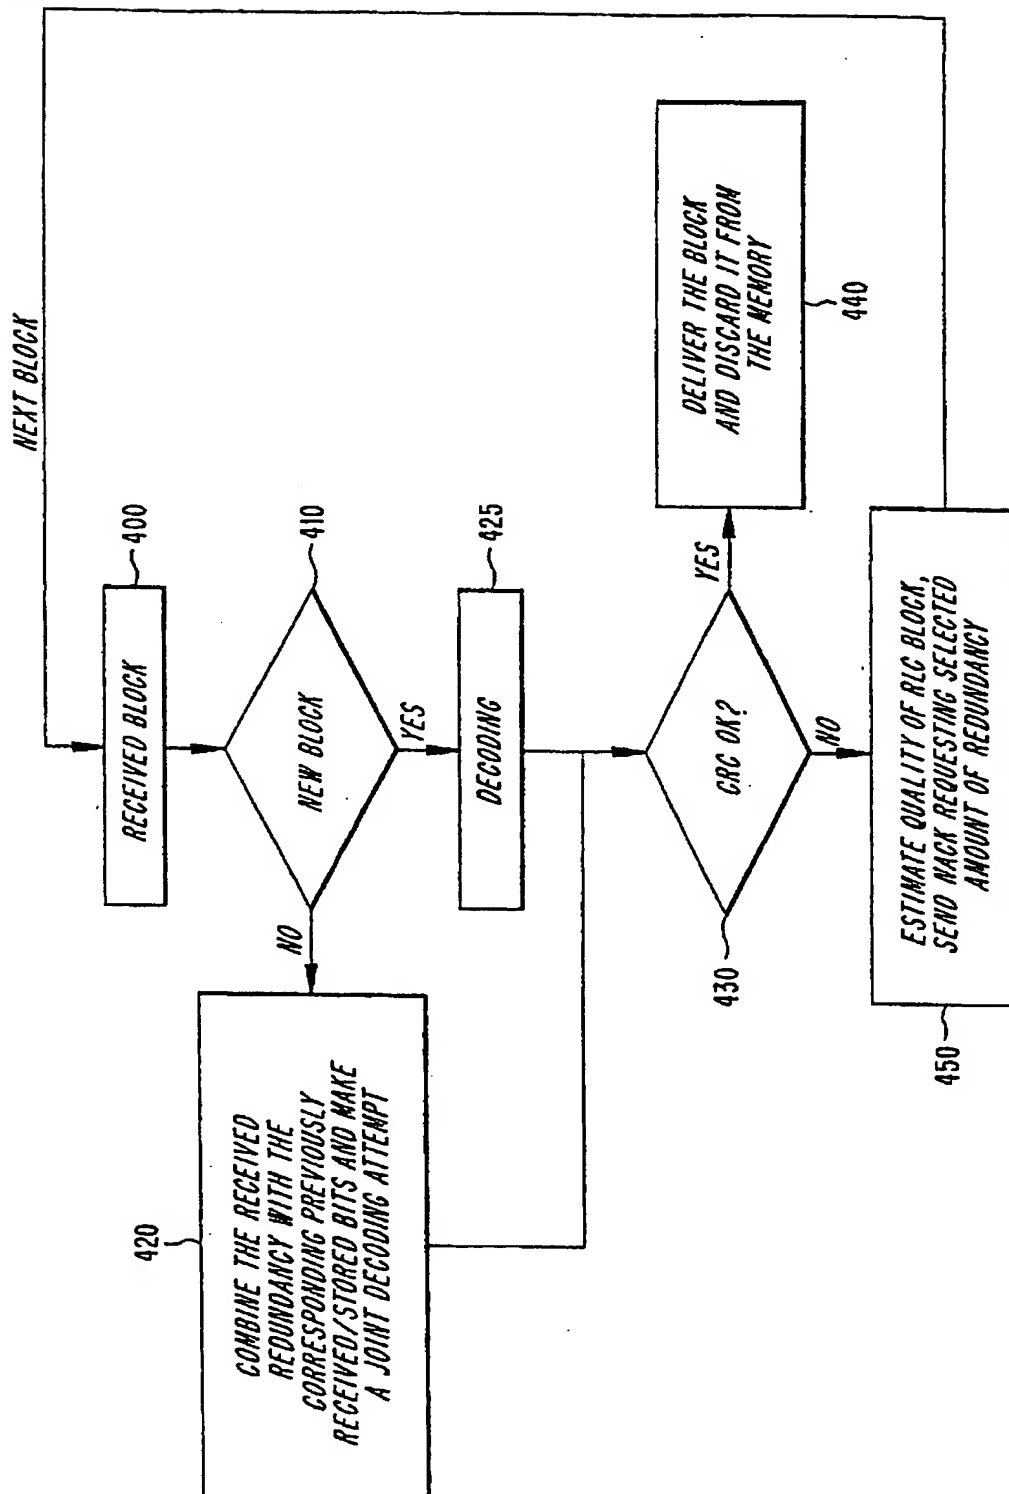 NEXT BLOCK
RECEIVED BLOCK
400
NEW BLOCK
410
NO
YES
COMBINE THE RECEIVED
REDUNDANCY WITH THE
CORRESPONDING PREVIOUSLY
RECEIVED/STORED BITS AND MAKE
A JOINT DECODING ATTEMPT
420
DECODING
425
CRC OK?
430
YES
NO
DELIVER THE BLOCK
AND DISCARD IT FROM
THE MEMORY
440
ESTIMATE QUALITY OF RLC BLOCK,
SEND NACK REQUESTING SELECTED
AMOUNT OF REDUNDANCY
450